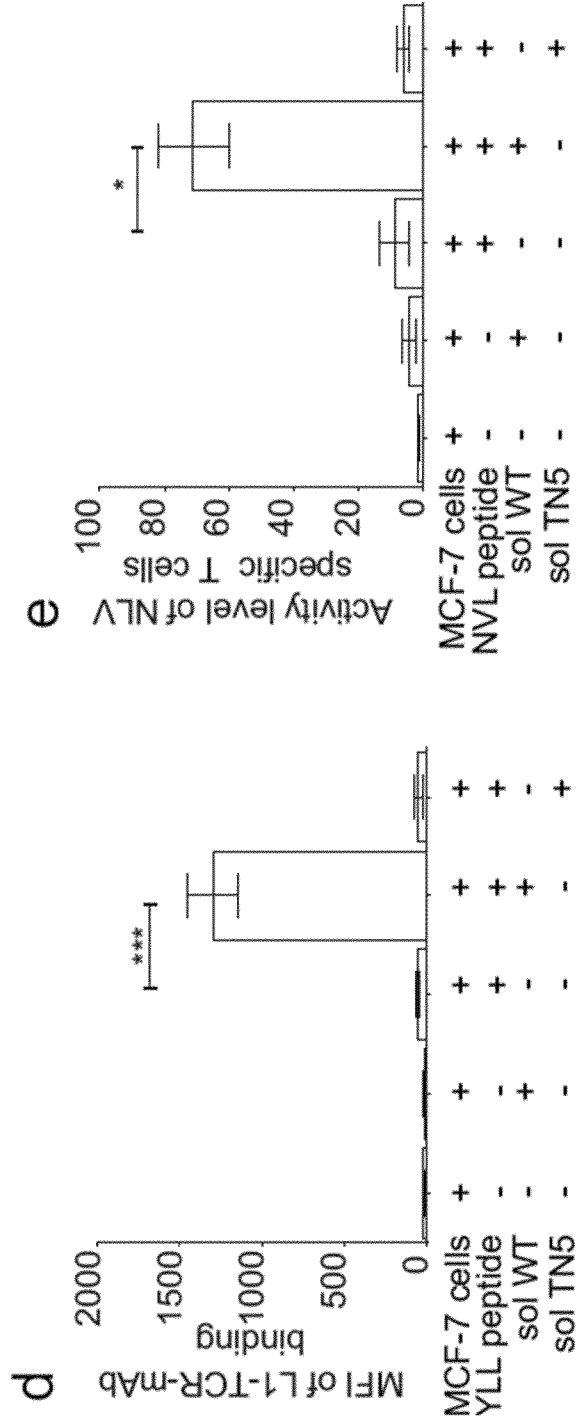 d
MFI of L1-TCR-mAb
binding
2000
1500
1000
500
0
***
MCF-7 cells + + + + +
YLL peptide - - + + +
sol WT - + - + -
sol TN5 - - - - +
e
Activity level of NLV
specific T cells
100
80
60
40
20
0
*
MCF-7 cells + + + + +
NVL peptide - - + + +
sol WT - + - + -
sol TN5 - - - - +